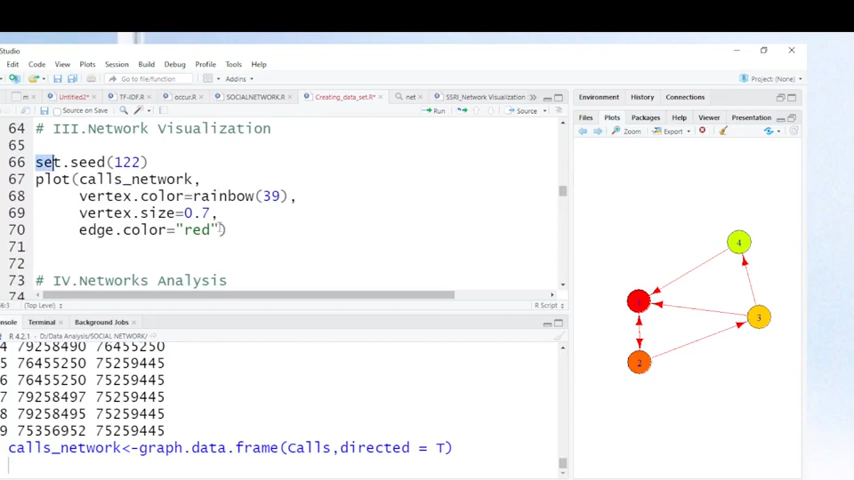 Studio
Edit Code View Plots Session Build Debug Profile Tools Help
Go to file/function Addins Project: (None)
Untitled2* TF-IDF.R occur.R SOCIALNETWORK.R Creating_data_set.R* net SSRI_Network Visualization
Source on Save Run Source
64 # III.Network Visualization
65
66 set.seed(122)
67 plot(calls_network,
68 vertex.color=rainbow(39),
69 vertex.size=0.7,
70 edge.color="red")
71
72
73 # IV.Networks Analysis
74
(Top Level) R Script
Console Terminal Background Jobs
R 4.2.1 · D:/Data Analysis/SOCIAL NETWORK/
4 79258490 76455250
5 76455250 75259445
6 76455250 75259445
7 79258497 75259445
8 79258495 75259445
9 75356952 75259445
calls_network<-graph.data.frame(Calls,directed = T)
Environment History Connections
Files Plots Packages Help Viewer Presentation
Zoom Export
4
1
3
2